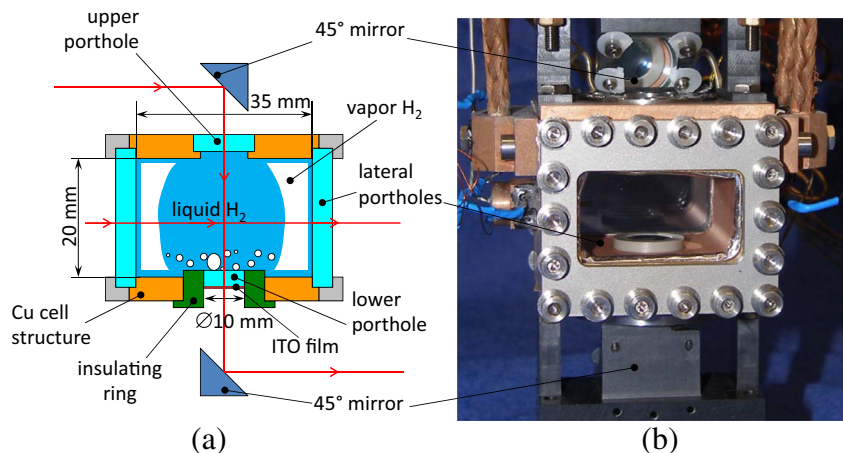 upper
porthole
45° mirror
35 mm
vapor H₂
lateral
portholes
20 mm
liquid H₂
Cu cell
structure
∅10 mm
lower
porthole
ITO film
insulating
ring
45° mirror
(a)
(b)